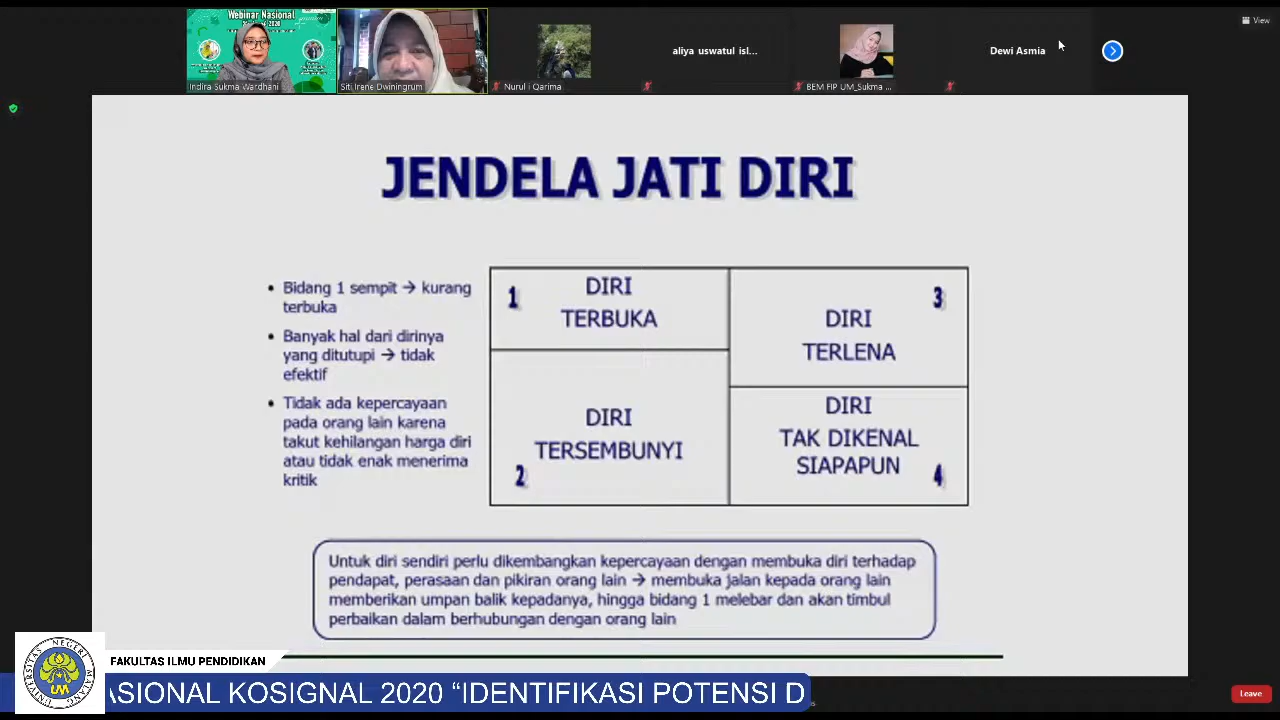 Webinar Nasional
View
aliya uswatul isl...
Dewi Asmia
Indira Sukma Wardhani
Siti Irene Dwiningrum
Nurul i Qarima
BEM FIP UM_Sukma ...
JENDELA JATI DIRI
• Bidang 1 sempit → kurang
terbuka
• Banyak hal dari dirinya
yang ditutupi → tidak
efektif
• Tidak ada kepercayaan
pada orang lain karena
takut kehilangan harga diri
atau tidak enak menerima
kritik
1
DIRI
TERBUKA
3
DIRI
TERLENA
DIRI
TERSEMBUNYI
2
DIRI
TAK DIKENAL
SIAPAPUN
4
Untuk diri sendiri perlu dikembangkan kepercayaan dengan membuka diri terhadap
pendapat, perasaan dan pikiran orang lain → membuka jalan kepada orang lain
memberikan umpan balik kepadanya, hingga bidang 1 melebar dan akan timbul
perbaikan dalam berhubungan dengan orang lain
UNIVERSITAS NEGERI MALANG
UM
FAKULTAS ILMU PENDIDIKAN
ASIONAL KOSIGNAL 2020 “IDENTIFIKASI POTENSI D
Leave